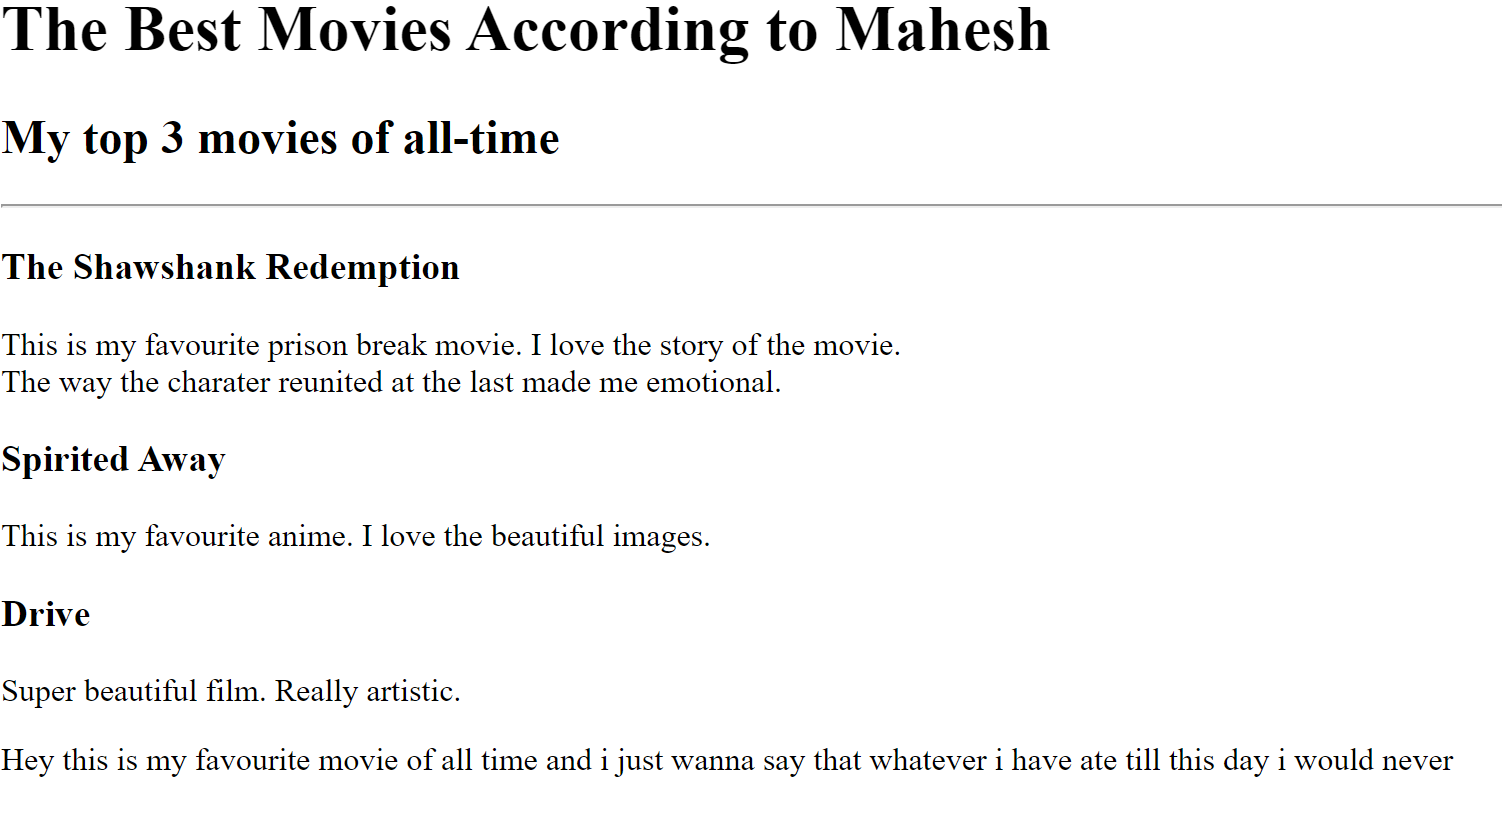 The Best Movies According to Mahesh
My top 3 movies of all-time
The Shawshank Redemption
This is my favourite prison break movie. I love the story of the movie.
The way the charater reunited at the last made me emotional.
Spirited Away
This is my favourite anime. I love the beautiful images.
Drive
Super beautiful film. Really artistic.
Hey this is my favourite movie of all time and i just wanna say that whatever i have ate till this day i would never